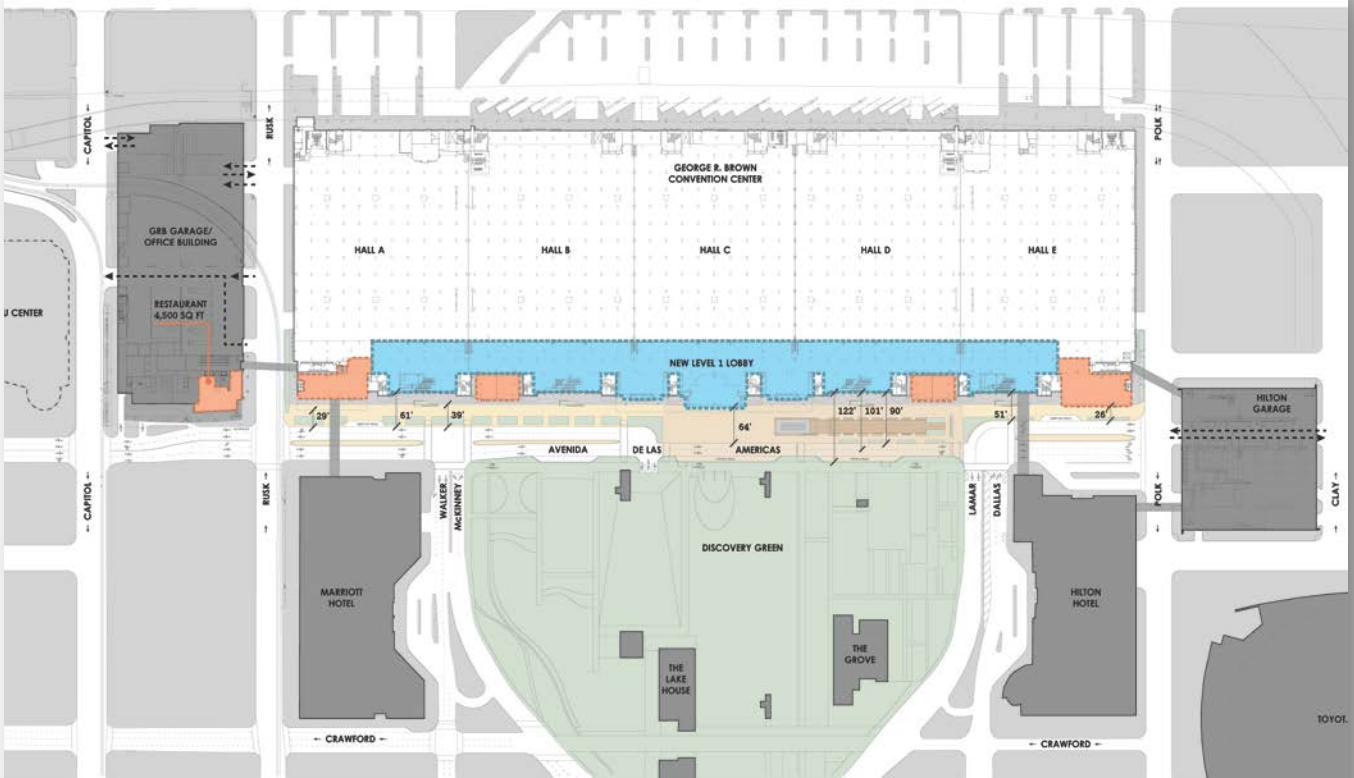 CAPITOL
RUSK
POLK
GEORGE R. BROWN
CONVENTION CENTER
GRB GARAGE/
OFFICE BUILDING
HALL A
HALL B
HALL C
HALL D
HALL E
RESTAURANT
4,500 SQ FT
U CENTER
NEW LEVEL 1 LOBBY
HILTON
GARAGE
29'
61'
39'
64'
122'
101'
90'
51'
26'
AVENIDA
DE LAS
AMERICAS
CAPITOL
RUSK
WALKER
McKINNEY
LAMAR
DALLAS
POLK
CLAY
DISCOVERY GREEN
MARRIOTT
HOTEL
HILTON
HOTEL
THE
GROVE
THE
LAKE
HOUSE
TOYOT
CRAWFORD
CRAWFORD